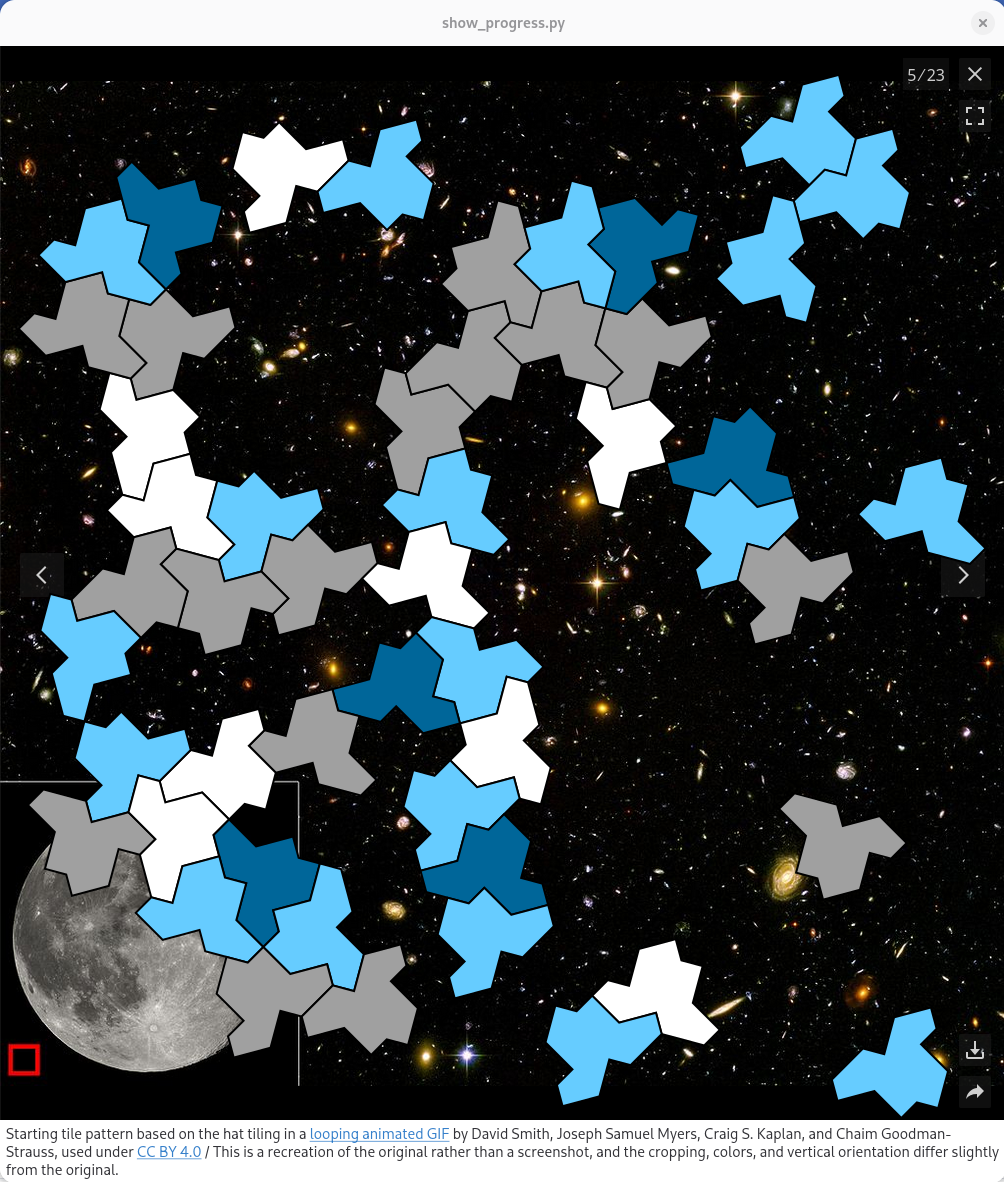 show_progress.py
5/23
Starting tile pattern based on the hat tiling in a looping animated GIF by David Smith, Joseph Samuel Myers, Craig S. Kaplan, and Chaim Goodman-
Strauss, used under CC BY 4.0 / This is a recreation of the original rather than a screenshot, and the cropping, colors, and vertical orientation differ slightly
from the original.